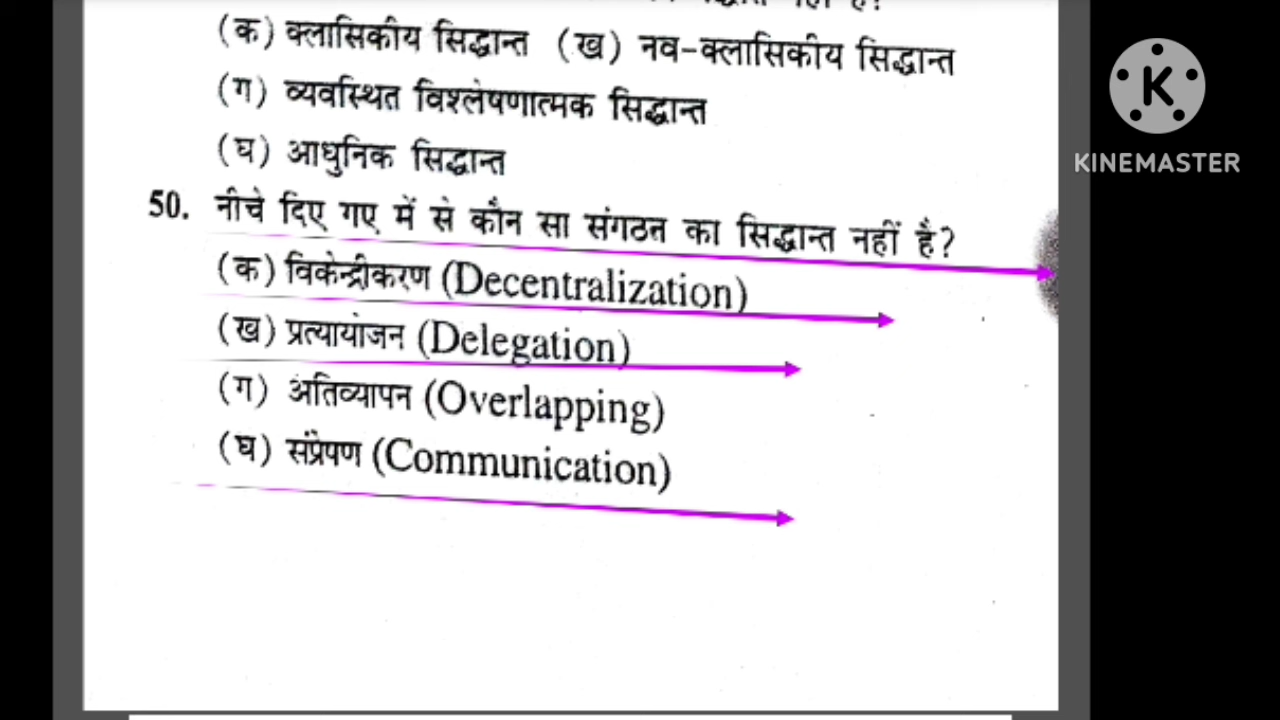 नहीं है?
(क) क्लासिकीय सिद्धान्त (ख) नव-क्लासिकीय सिद्धान्त
(ग) व्यवस्थित विश्लेषणात्मक सिद्धान्त
(घ) आधुनिक सिद्धान्त
50. नीचे दिए गए में से कौन सा संगठन का सिद्धान्त नहीं है?
(क) विकेन्द्रीकरण (Decentralization)
(ख) प्रत्यायोजन (Delegation)
(ग) अतिव्यापन (Overlapping)
(घ) संप्रेषण (Communication)
K
KINEMASTER